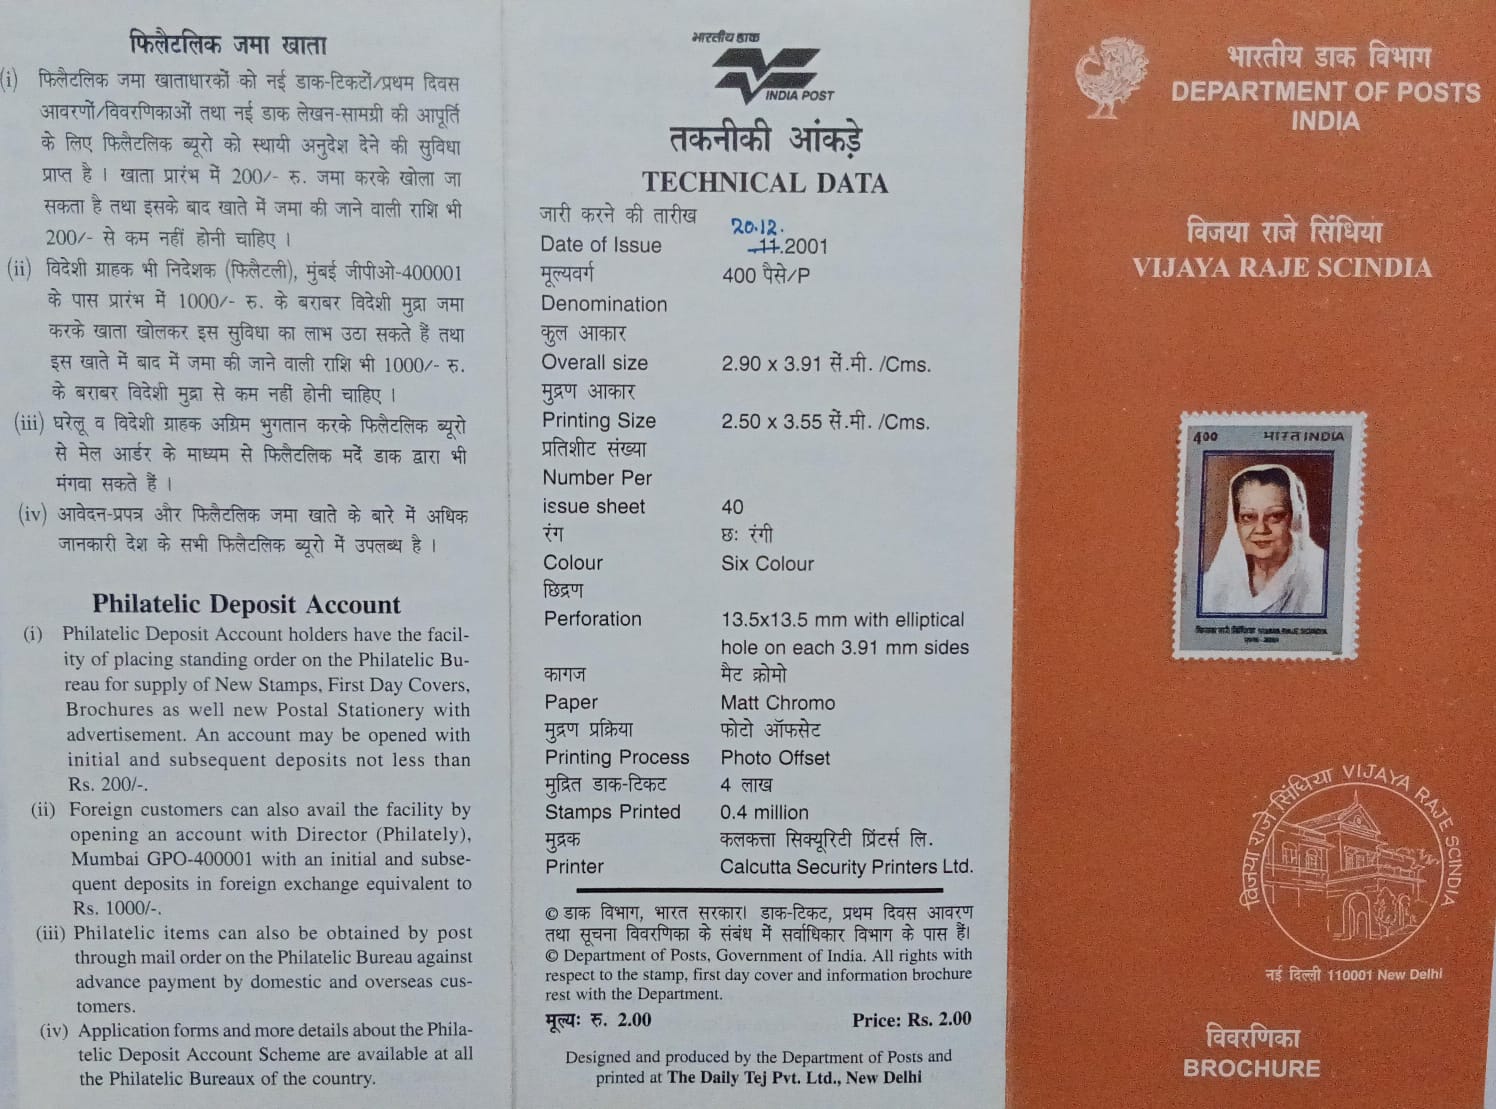 फिलैटलिक जमा खाता
(i) फिलैटलिक जमा खाताधारकों को नई डाक-टिकटों/प्रथम दिवस
आवरणों/विवरणिकाओं तथा नई डाक लेखन-सामग्री की आपूर्ति
के लिए फिलैटलिक ब्यूरो को स्थायी अनुदेश देने की सुविधा
प्राप्त है । खाता प्रारंभ में 200/- रु. जमा करके खोला जा
सकता है तथा इसके बाद खाते में जमा की जाने वाली राशि भी
200/- से कम नहीं होनी चाहिए ।
(ii) विदेशी ग्राहक भी निदेशक (फिलैटली), मुंबई जीपीओ-400001
के पास प्रारंभ में 1000/- रु. के बराबर विदेशी मुद्रा जमा
करके खाता खोलकर इस सुविधा का लाभ उठा सकते हैं तथा
इस खाते में बाद में जमा की जाने वाली राशि भी 1000/- रु.
के बराबर विदेशी मुद्रा से कम नहीं होनी चाहिए ।
(iii) घरेलू व विदेशी ग्राहक अग्रिम भुगतान करके फिलैटलिक ब्यूरो
से मेल आर्डर के माध्यम से फिलैटलिक मदें डाक द्वारा भी
मंगवा सकते हैं ।
(iv) आवेदन-प्रपत्र और फिलैटलिक जमा खाते के बारे में अधिक
जानकारी देश के सभी फिलैटलिक ब्यूरो में उपलब्ध है ।
Philatelic Deposit Account
(i) Philatelic Deposit Account holders have the facil-
ity of placing standing order on the Philatelic Bu-
reau for supply of New Stamps, First Day Covers,
Brochures as well new Postal Stationery with
advertisement. An account may be opened with
initial and subsequent deposits not less than
Rs. 200/-.
(ii) Foreign customers can also avail the facility by
opening an account with Director (Philately),
Mumbai GPO-400001 with an initial and subse-
quent deposits in foreign exchange equivalent to
Rs. 1000/-.
(iii) Philatelic items can also be obtained by post
through mail order on the Philatelic Bureau against
advance payment by domestic and overseas cus-
tomers.
(iv) Application forms and more details about the Phila-
telic Deposit Account Scheme are available at all
the Philatelic Bureaux of the country.
भारतीय डाक
INDIA POST
तकनीकी आंकड़े
TECHNICAL DATA
जारी करने की तारीख
20.12.
Date of Issue -11.2001
मूल्यवर्ग 400 पैसे/P
Denomination
कुल आकार
Overall size 2.90 x 3.91 सें.मी. /Cms.
मुद्रण आकार
Printing Size 2.50 x 3.55 सें.मी. /Cms.
प्रतिशीट संख्या
Number Per
issue sheet 40
रंग छः रंगी
Colour Six Colour
छिद्रण
Perforation 13.5x13.5 mm with elliptical
hole on each 3.91 mm sides
कागज मैट क्रोमो
Paper Matt Chromo
मुद्रण प्रक्रिया फोटो ऑफसेट
Printing Process Photo Offset
मुद्रित डाक-टिकट 4 लाख
Stamps Printed 0.4 million
मुद्रक कलकत्ता सिक्यूरिटी प्रिंटर्स लि.
Printer Calcutta Security Printers Ltd.
© डाक विभाग, भारत सरकार। डाक-टिकट, प्रथम दिवस आवरण
तथा सूचना विवरणिका के संबंध में सर्वाधिकार विभाग के पास हैं।
© Department of Posts, Government of India. All rights with
respect to the stamp, first day cover and information brochure
rest with the Department.
मूल्यः रु. 2.00 Price: Rs. 2.00
Designed and produced by the Department of Posts and
printed at The Daily Tej Pvt. Ltd., New Delhi
भारतीय डाक विभाग
DEPARTMENT OF POSTS
INDIA
विजया राजे सिंधिया
VIJAYA RAJE SCINDIA
400 भारत INDIA
विजया राजे सिंधिया VIJAYA RAJE SCINDIA
विजया राजे सिंधिया VIJAYA RAJE SCINDIA
नई दिल्ली 110001 New Delhi
विवरणिका
BROCHURE